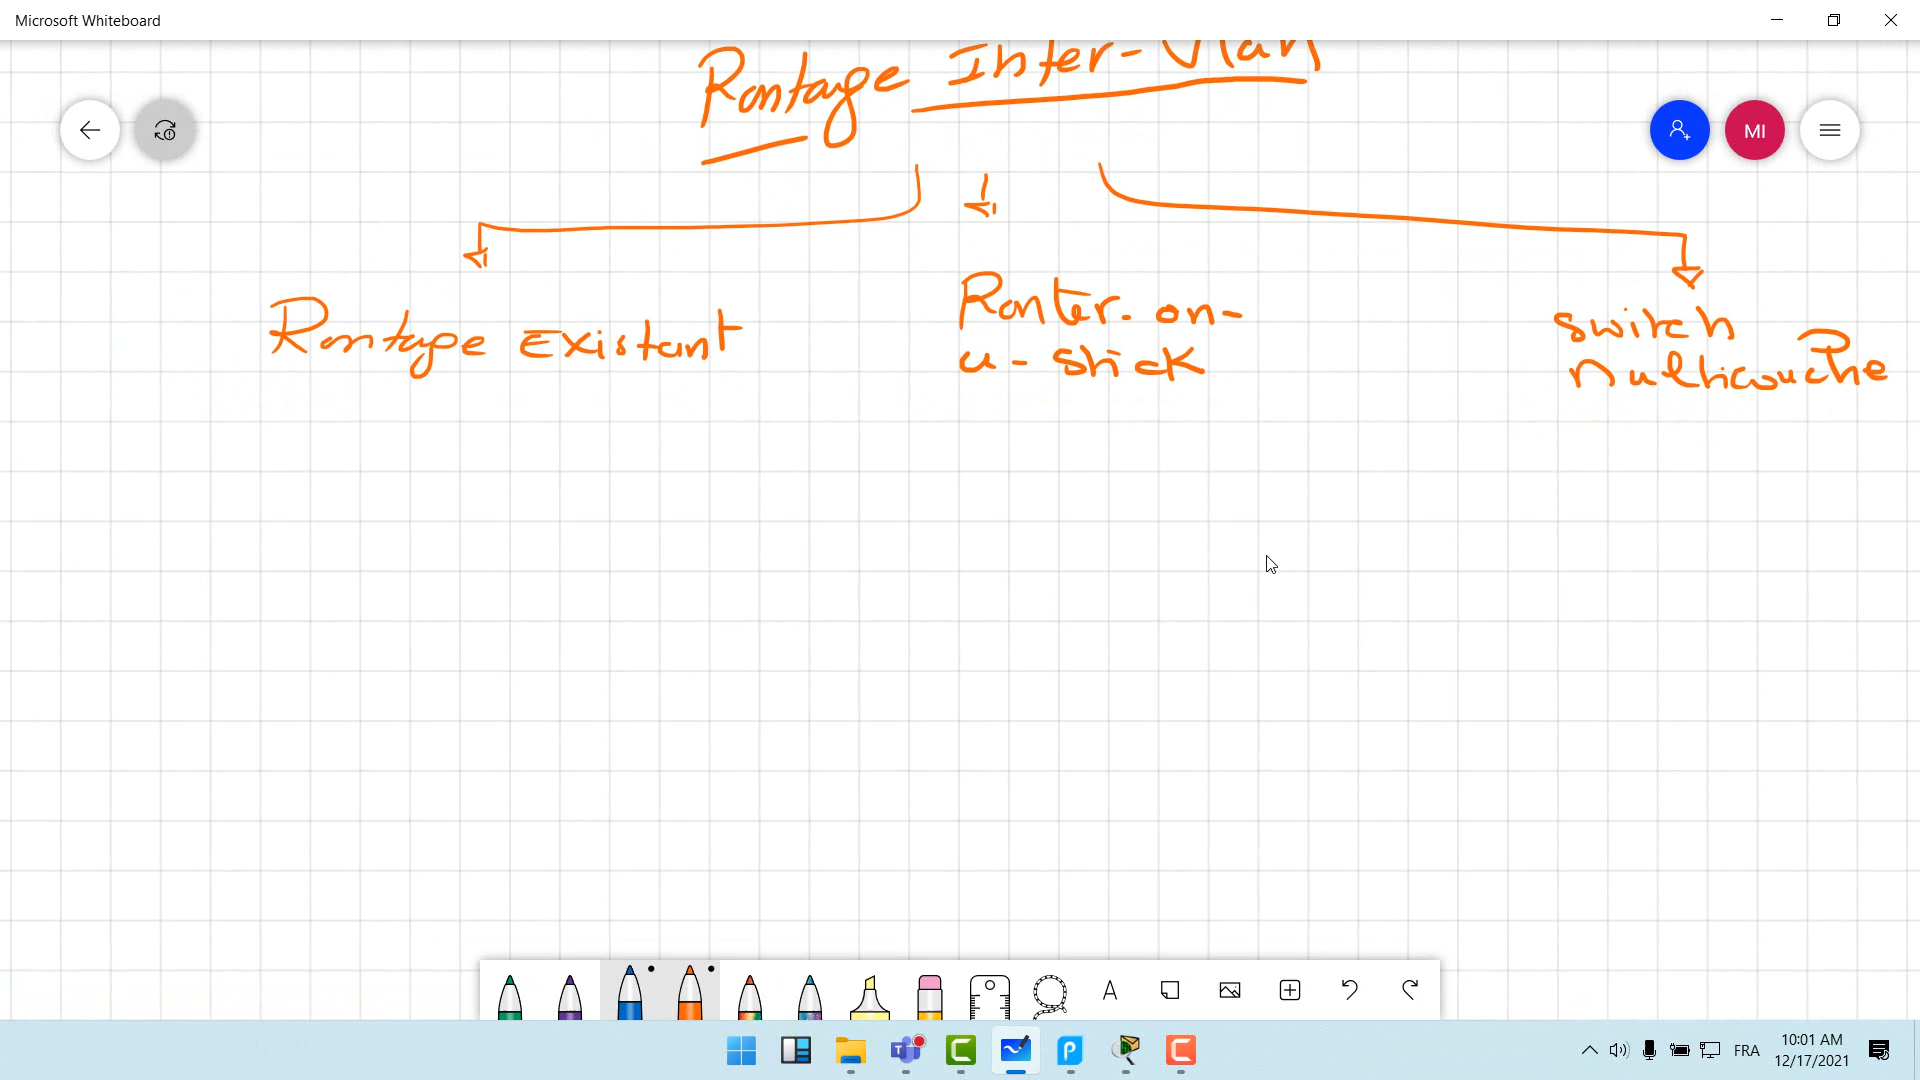 Microsoft Whiteboard
Routage Inter-Vlan
MI
Routage Existant
Router-on-
a-stick
Switch
Multicouche
A
FRA
10:01 AM
12/17/2021